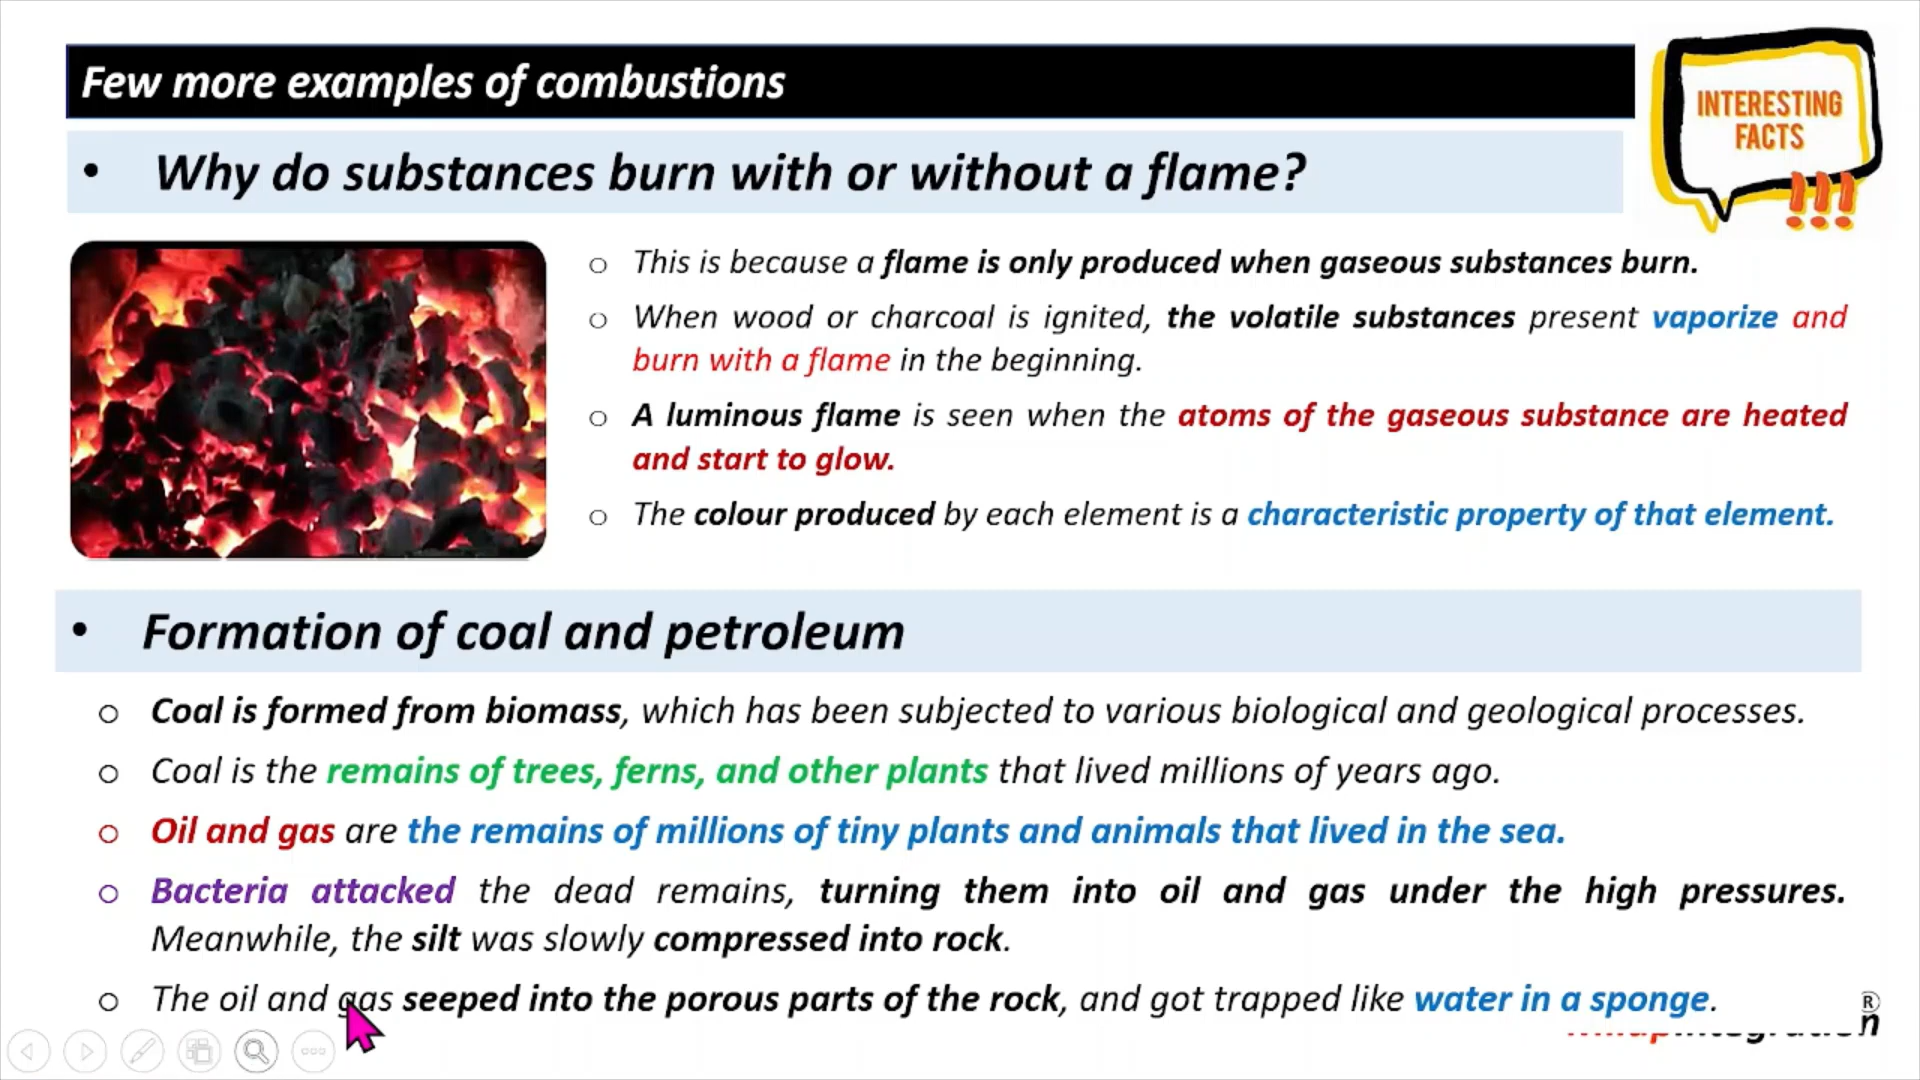 Few more examples of combustions
INTERESTING
FACTS
!!!
• Why do substances burn with or without a flame?
o This is because a flame is only produced when gaseous substances burn.
o When wood or charcoal is ignited, the volatile substances present vaporize and
burn with a flame in the beginning.
o A luminous flame is seen when the atoms of the gaseous substance are heated
and start to glow.
o The colour produced by each element is a characteristic property of that element.
• Formation of coal and petroleum
o Coal is formed from biomass, which has been subjected to various biological and geological processes.
o Coal is the remains of trees, ferns, and other plants that lived millions of years ago.
o Oil and gas are the remains of millions of tiny plants and animals that lived in the sea.
o Bacteria attacked the dead remains, turning them into oil and gas under the high pressures.
Meanwhile, the silt was slowly compressed into rock.
o The oil and gas seeped into the porous parts of the rock, and got trapped like water in a sponge.
®